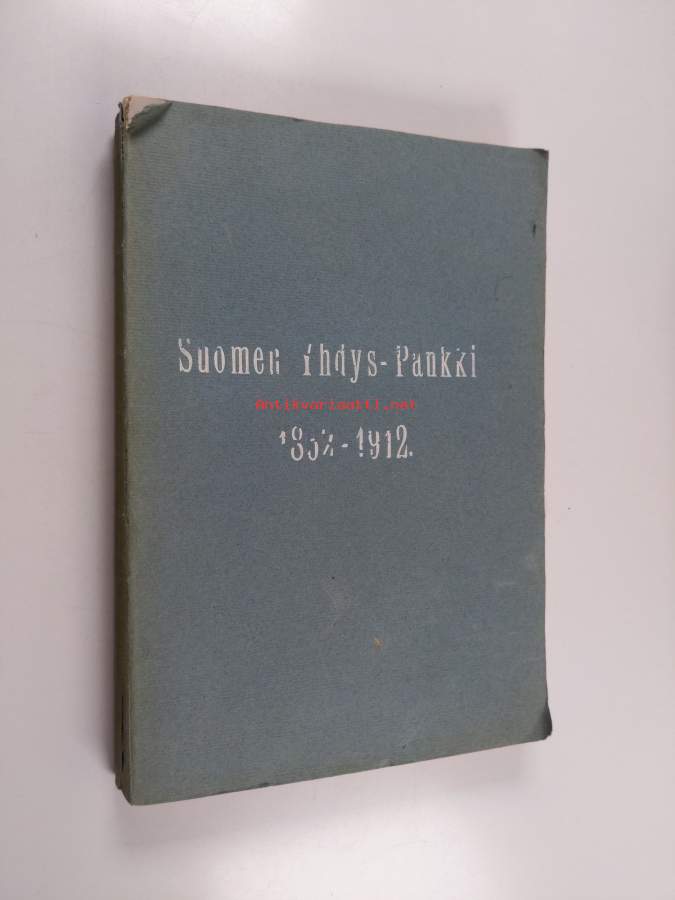 Suomen Yhdys-Pankki
Antikvariaatti.net
1862-1912.